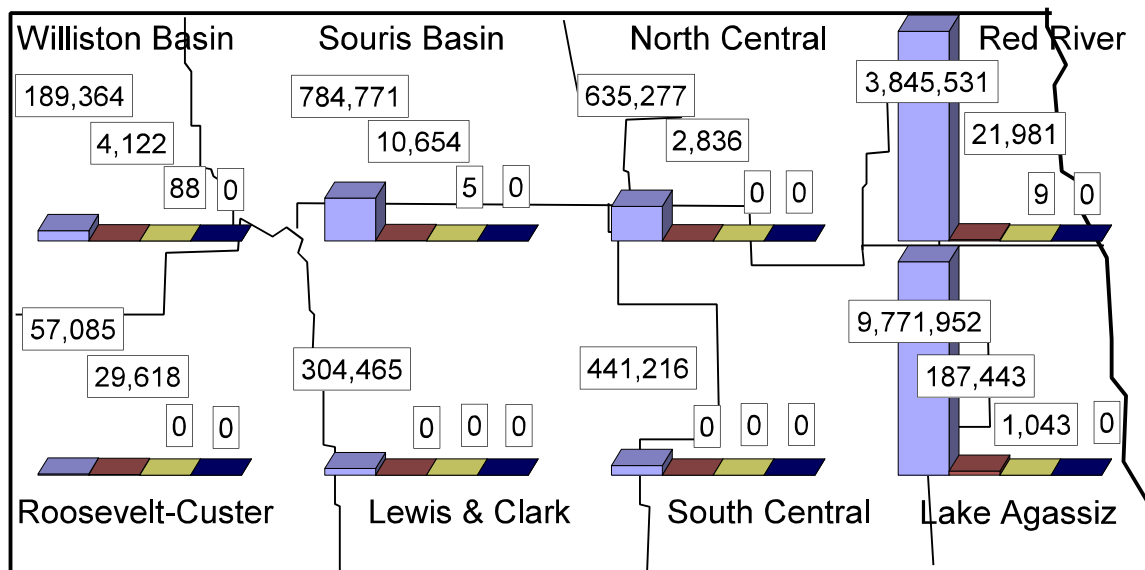 Williston Basin Souris Basin North Central Red River
189,364 784,771 635,277 3,845,531
4,122 10,654 2,836 21,981
88 0 5 0 0 0 9 0
57,085 304,465 441,216 9,771,952
29,618 187,443
0 0 0 0 0 0 0 0 1,043 0
Roosevelt-Custer Lewis & Clark South Central Lake Agassiz